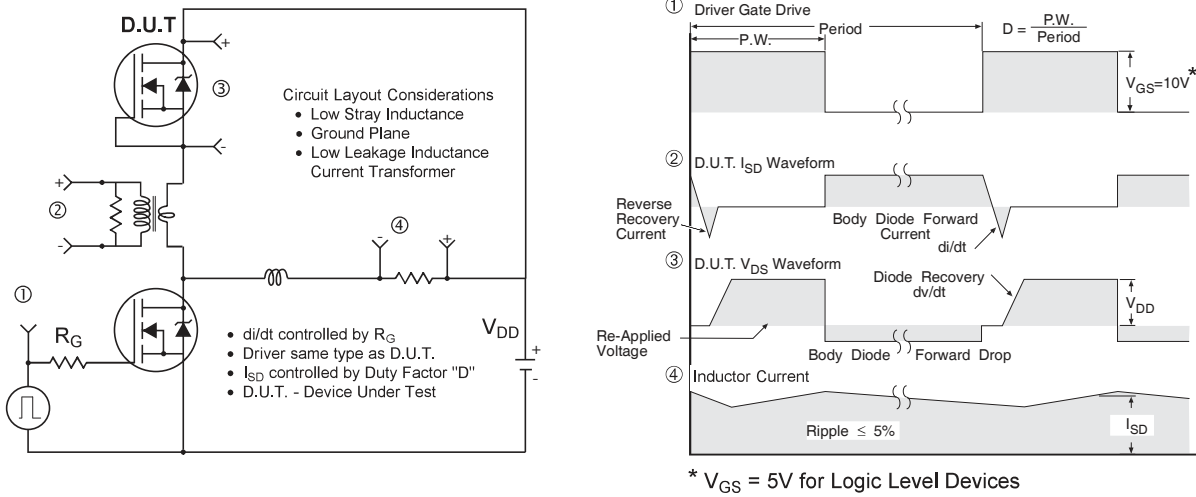 D.U.T
+
③
-
Circuit Layout Considerations
• Low Stray Inductance
• Ground Plane
• Low Leakage Inductance
Current Transformer
+
②
-
④
- +
①
R_G
• di/dt controlled by R_G
• Driver same type as D.U.T.
• I_SD controlled by Duty Factor "D"
• D.U.T. - Device Under Test
V_DD
+
-
① Driver Gate Drive
Period
P.W.
D = P.W. / Period
V_GS=10V*
② D.U.T. I_SD Waveform
Reverse
Recovery
Current
Body Diode Forward
Current
di/dt
③ D.U.T. V_DS Waveform
Diode Recovery
dv/dt
V_DD
Re-Applied
Voltage
Body Diode Forward Drop
④ Inductor Current
Ripple ≤ 5%
I_SD
* V_GS = 5V for Logic Level Devices